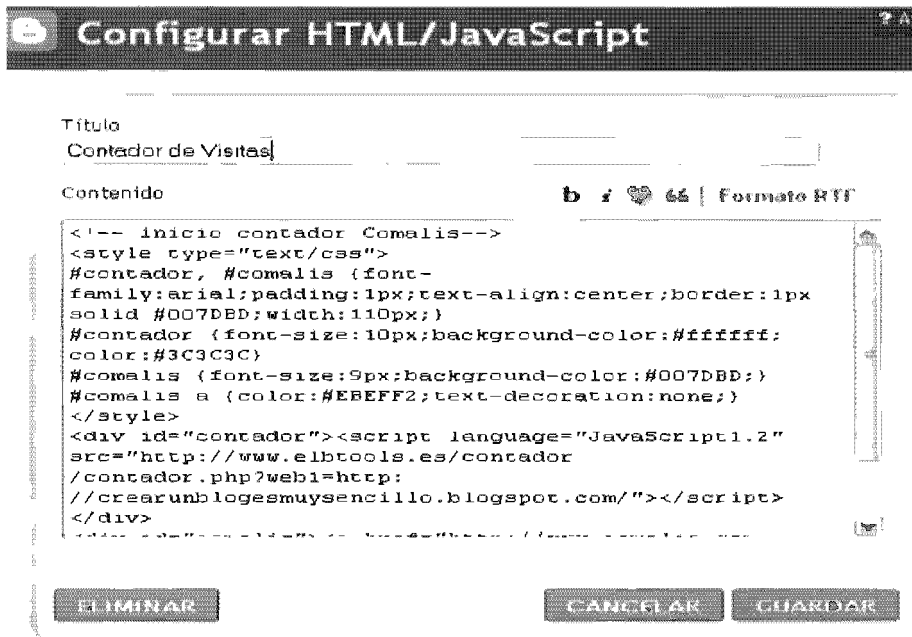 Configurar HTML/JavaScript
? A
Título
Contador de Visitas
Contenido
b i 66 | Formato RTF
<!-- inicio contador Comalis-->
<style type="text/css">
#contador, #comalis {font-
family:arial;padding:1px;text-align:center;border:1px
solid #007DBD;width:110px;}
#contador {font-size:10px;background-color:#ffffff;
color:#3C3C3C}
#comalis {font-size:9px;background-color:#007DBD;}
#comalis a {color:#EBEFF2;text-decoration:none;}
</style>
<div id="contador"><script language="JavaScript1.2"
src="http://www.elbtools.es/contador
/contador.php?web1=http:
//crearunblogesmuysencillo.blogspot.com/"></script>
</div>
ELIMINAR
CANCELAR
GUARDAR